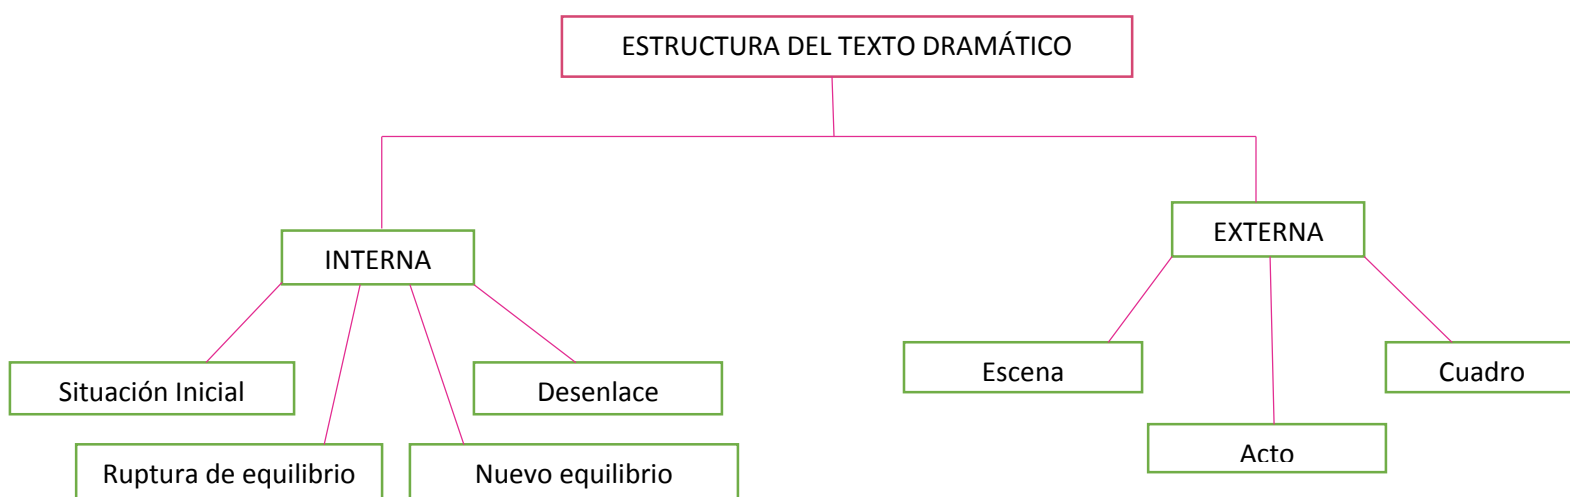 ESTRUCTURA DEL TEXTO DRAMÁTICO
INTERNA
EXTERNA
Situación Inicial
Desenlace
Ruptura de equilibrio
Nuevo equilibrio
Escena
Cuadro
Acto